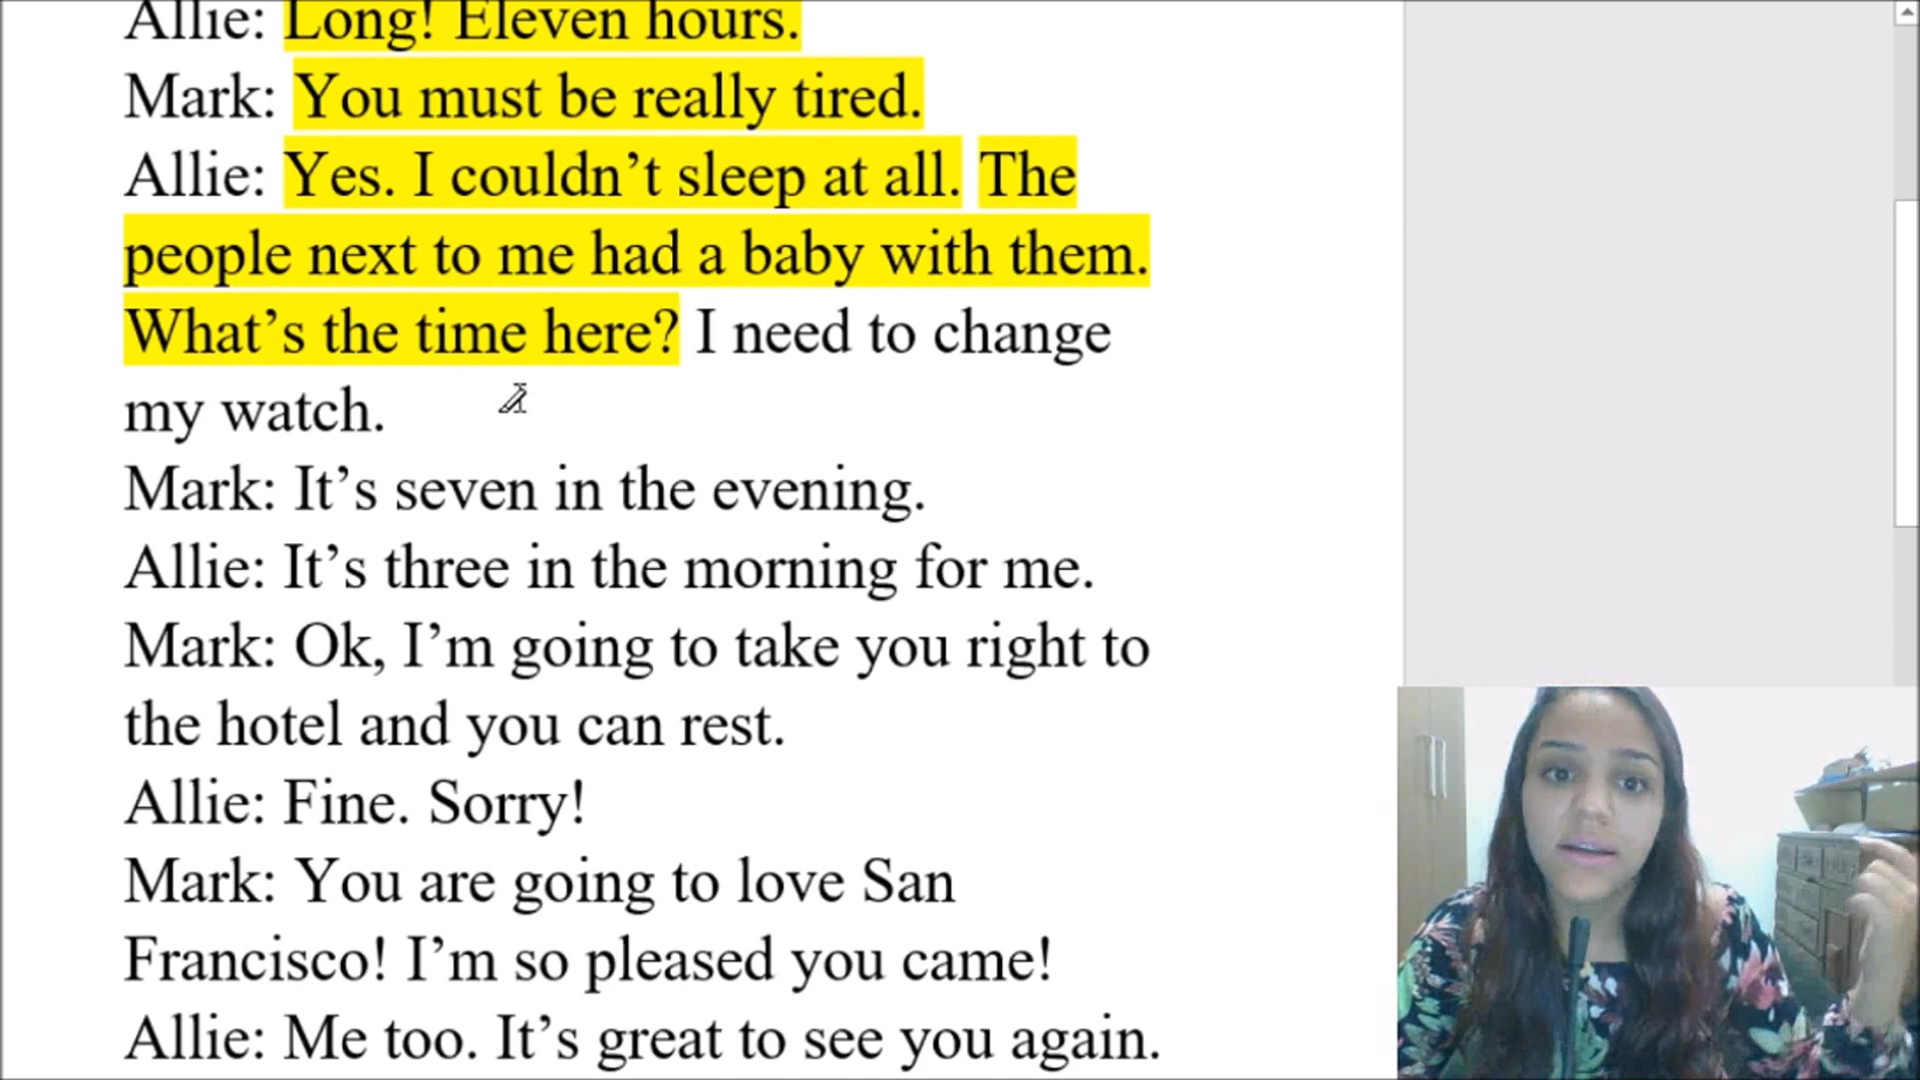 Allie: Long! Eleven hours.
Mark: You must be really tired.
Allie: Yes. I couldn’t sleep at all. The
people next to me had a baby with them.
What’s the time here? I need to change
my watch.
Mark: It’s seven in the evening.
Allie: It’s three in the morning for me.
Mark: Ok, I’m going to take you right to
the hotel and you can rest.
Allie: Fine. Sorry!
Mark: You are going to love San
Francisco! I’m so pleased you came!
Allie: Me too. It’s great to see you again.